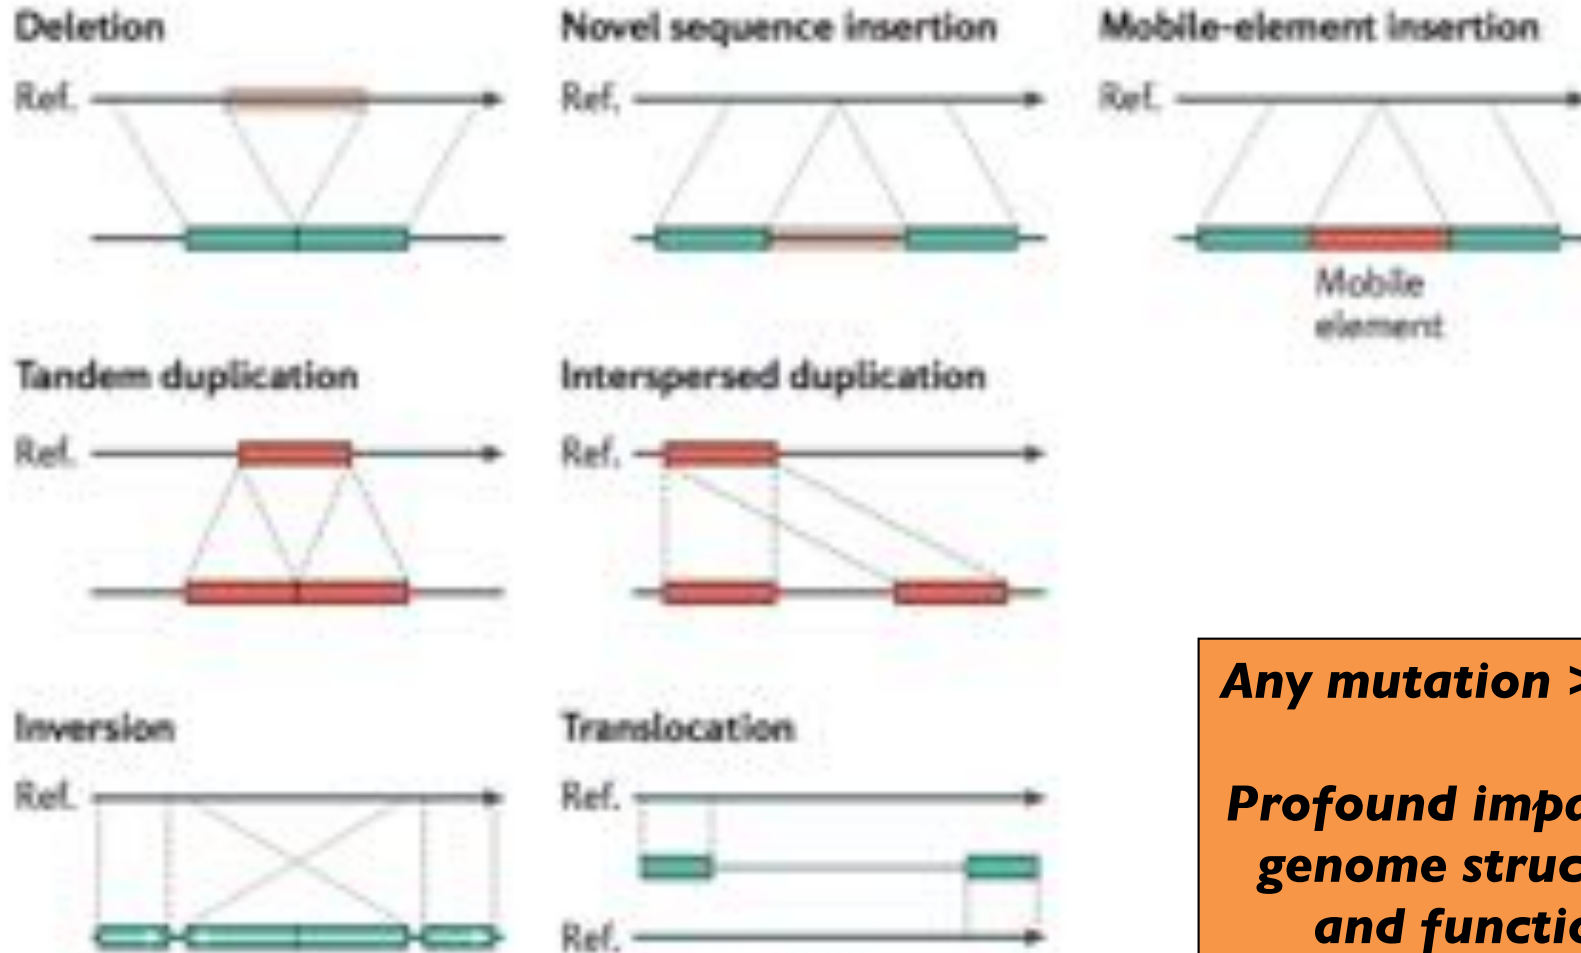 Deletion
Novel sequence insertion
Mobile-element insertion
Ref.
Ref.
Ref.
Mobile
element
Tandem duplication
Interspersed duplication
Ref.
Ref.
Inversion
Translocation
Ref.
Ref.
Ref.
Any mutation >
Profound
genome
and